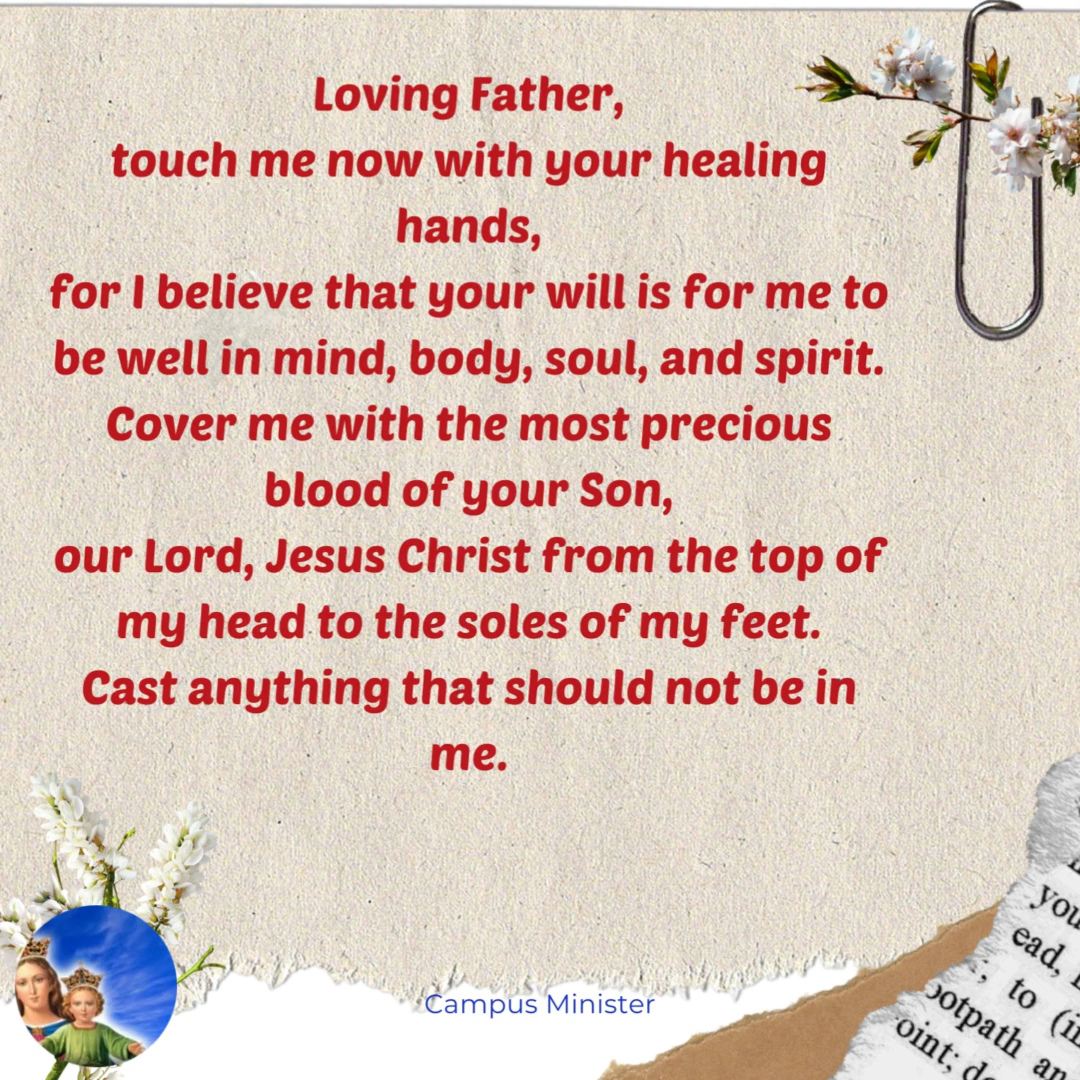 Loving Father,
touch me now with your healing
hands,
for I believe that your will is for me to
be well in mind, body, soul, and spirit.
Cover me with the most precious
blood of your Son,
our Lord, Jesus Christ from the top of
my head to the soles of my feet.
Cast anything that should not be in
me.
Campus Minister
you
ead,
; to (in
ootpath an
oint; de